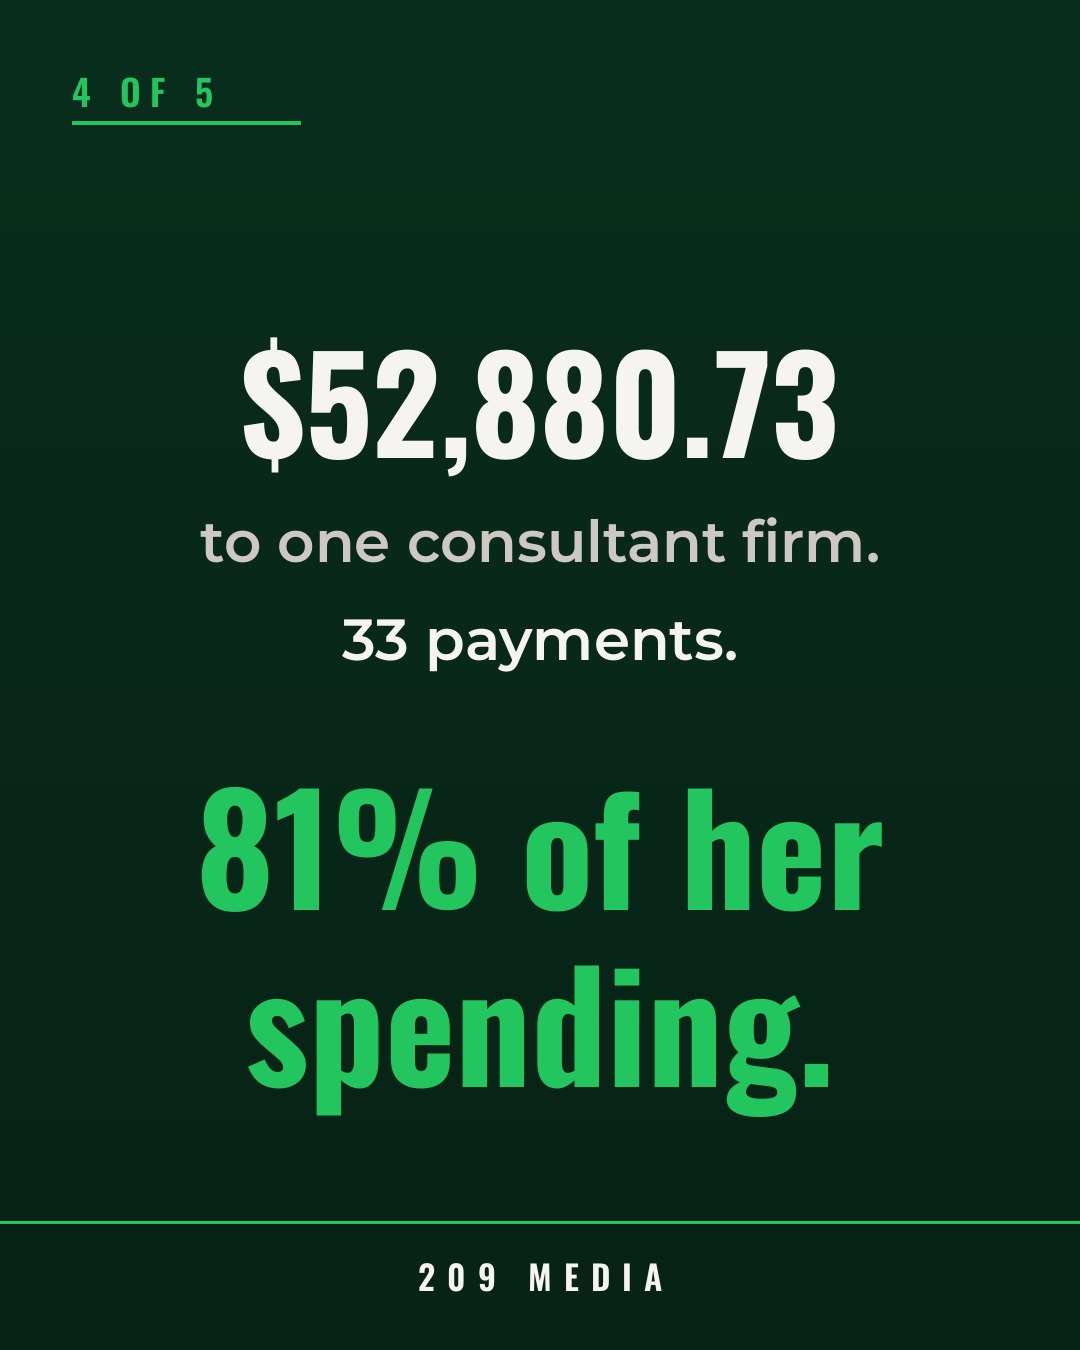 4 OF 5
$52,880.73
to one consultant firm.
33 payments.
81% of her
spending.
209 MEDIA